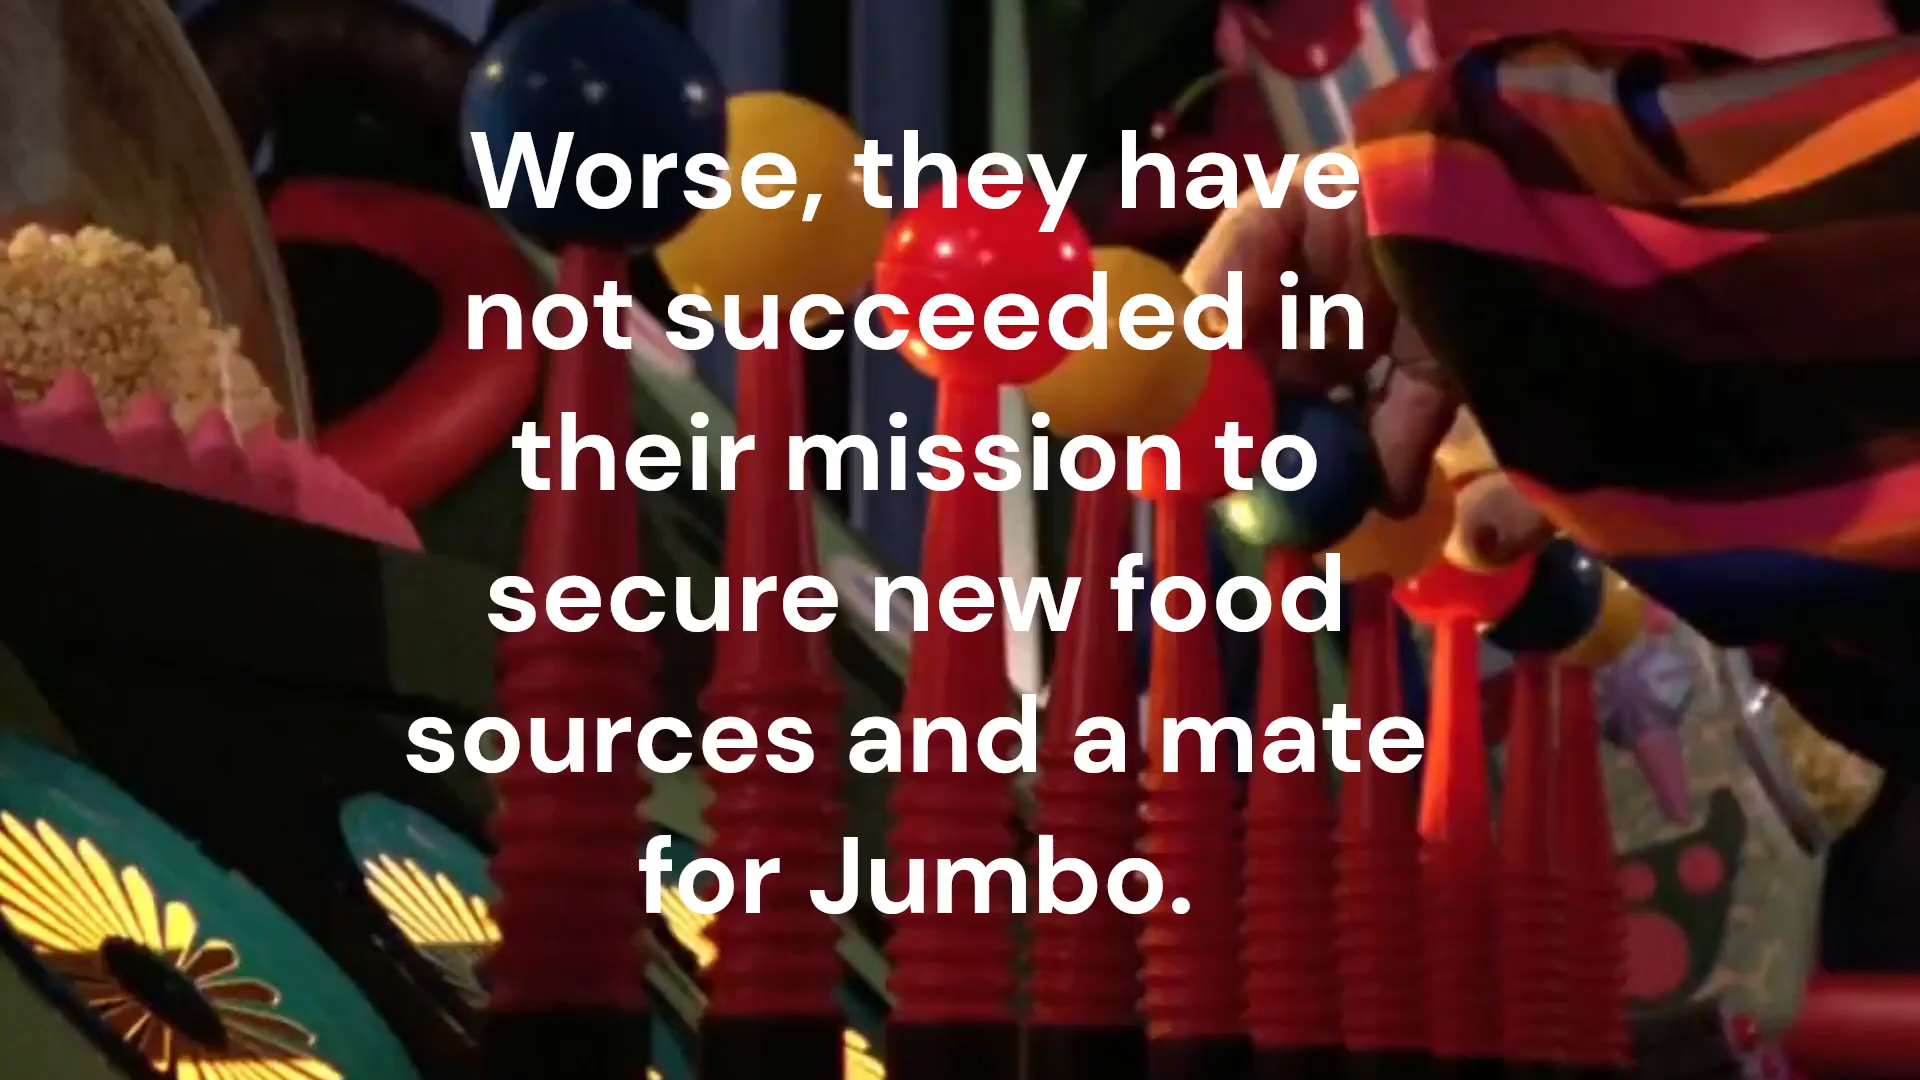 Worse, they have
not succeeded in
their mission to
secure new food
sources and a mate
for Jumbo.